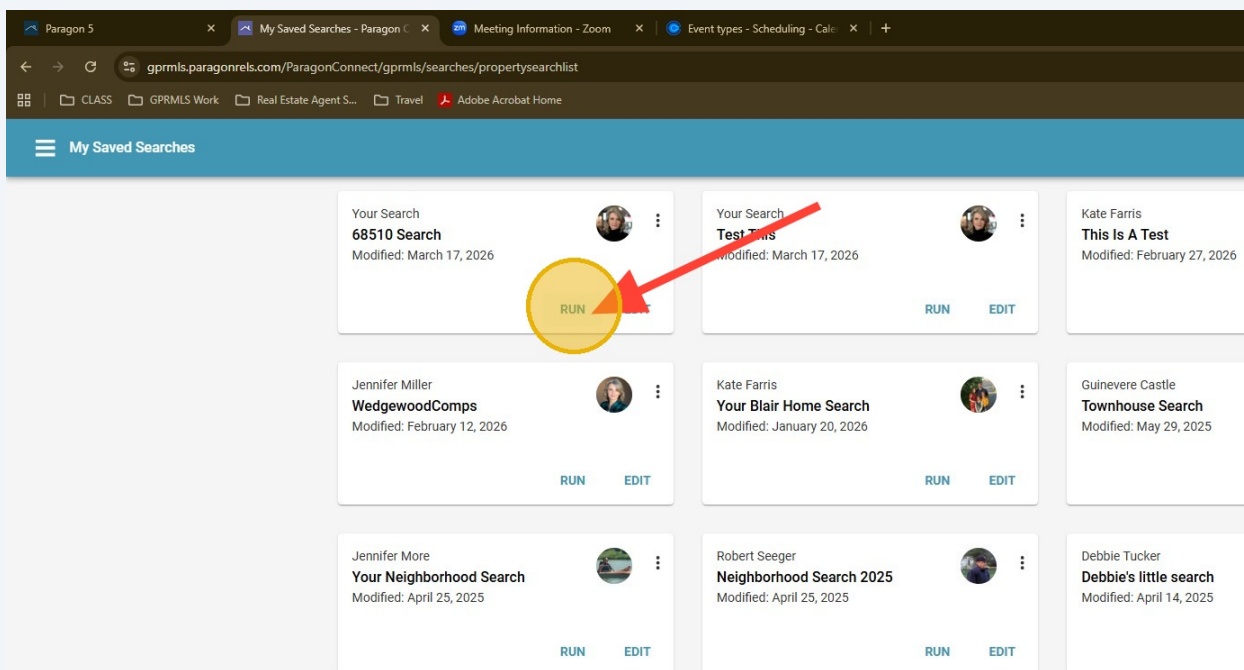 Paragon 5
My Saved Searches - Paragon C
Meeting Information - Zoom
Event types - Scheduling - Cale
gprmls.paragonrels.com/ParagonConnect/gprmls/searches/propertysearchlist
CLASS
GPRMLS Work
Real Estate Agent S...
Travel
Adobe Acrobat Home
My Saved Searches
Your Search
68510 Search
Modified: March 17, 2026
RUN
Your Search
Test This
Modified: March 17, 2026
RUN EDIT
Kate Farris
This Is A Test
Modified: February 27, 2026
Jennifer Miller
WedgewoodComps
Modified: February 12, 2026
RUN EDIT
Kate Farris
Your Blair Home Search
Modified: January 20, 2026
RUN EDIT
Guinevere Castle
Townhouse Search
Modified: May 29, 2025
Jennifer More
Your Neighborhood Search
Modified: April 25, 2025
RUN EDIT
Robert Seeger
Neighborhood Search 2025
Modified: April 25, 2025
RUN EDIT
Debbie Tucker
Debbie's little search
Modified: April 14, 2025